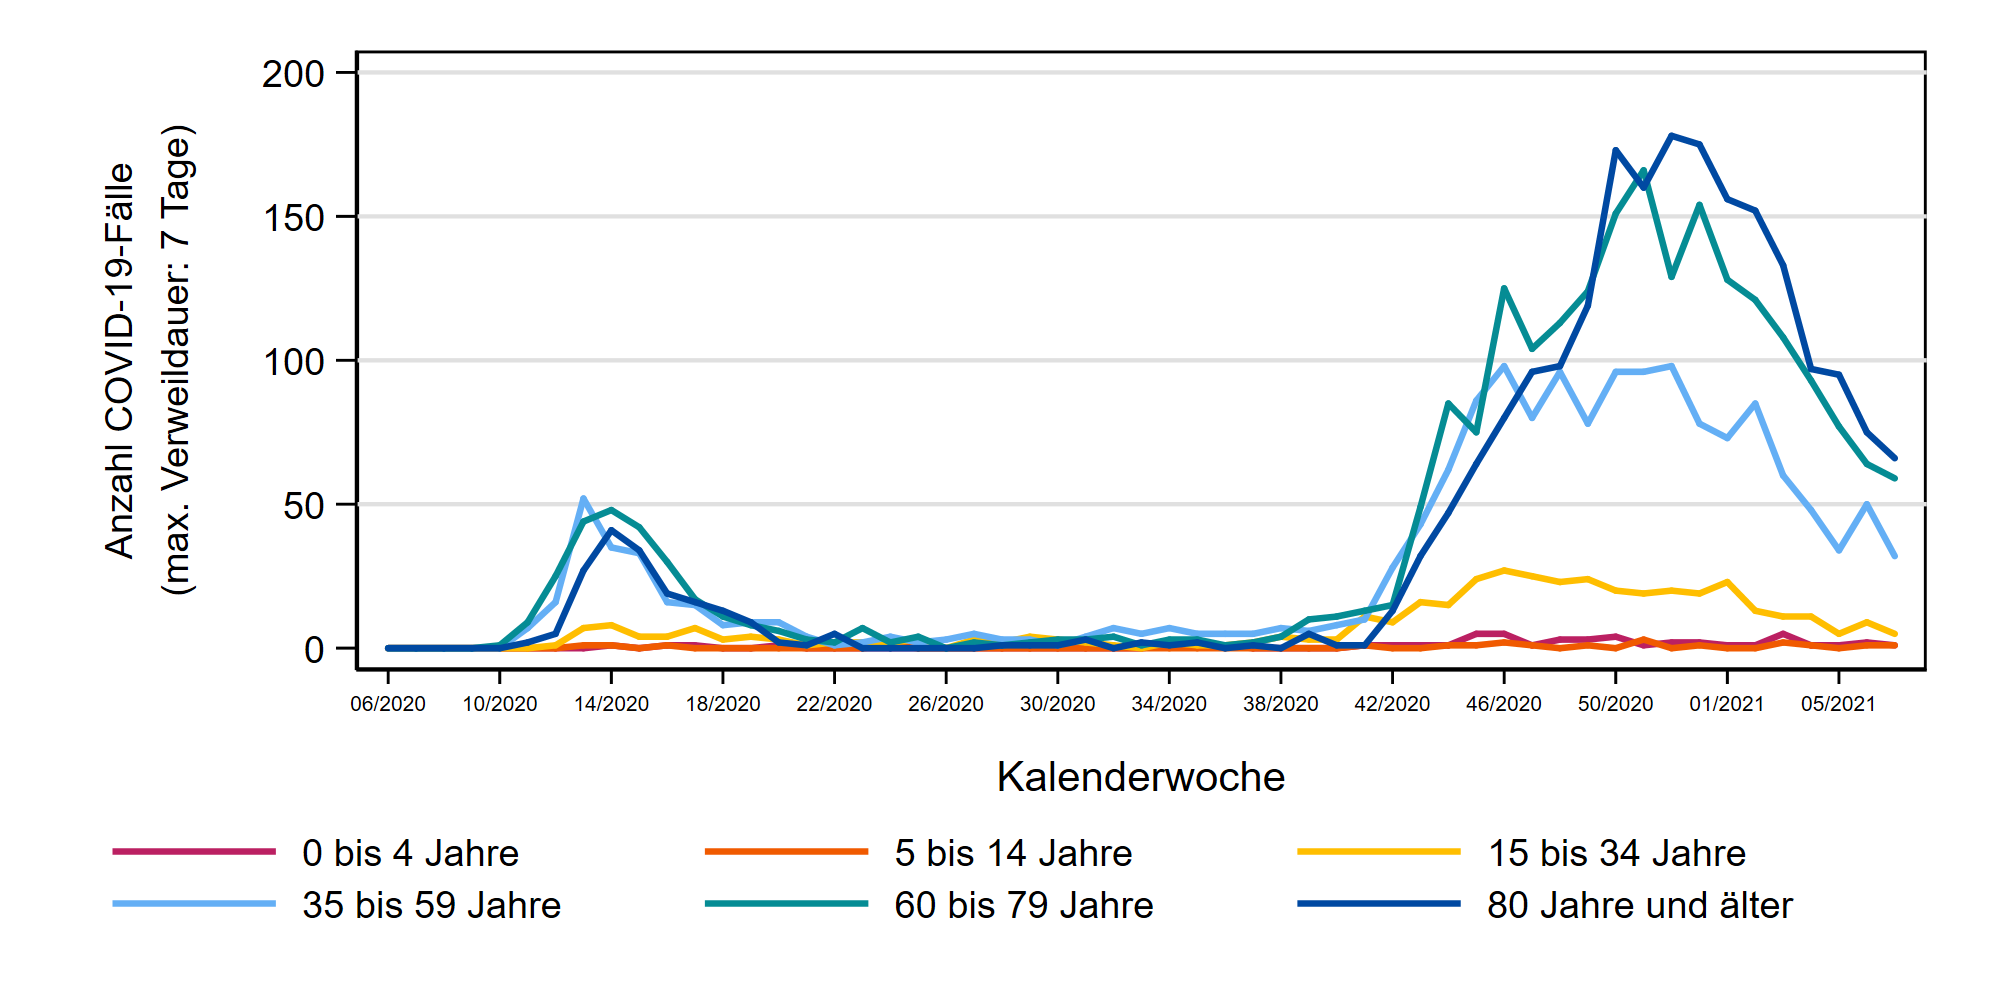 Anzahl COVID-19-Fälle
(max. Verweildauer: 7 Tage)
200
150
100
50
0
06/2020 10/2020 14/2020 18/2020 22/2020 26/2020 30/2020 34/2020 38/2020 42/2020 46/2020 50/2020 01/2021 05/2021
Kalenderwoche
0 bis 4 Jahre 5 bis 14 Jahre 15 bis 34 Jahre
35 bis 59 Jahre 60 bis 79 Jahre 80 Jahre und älter